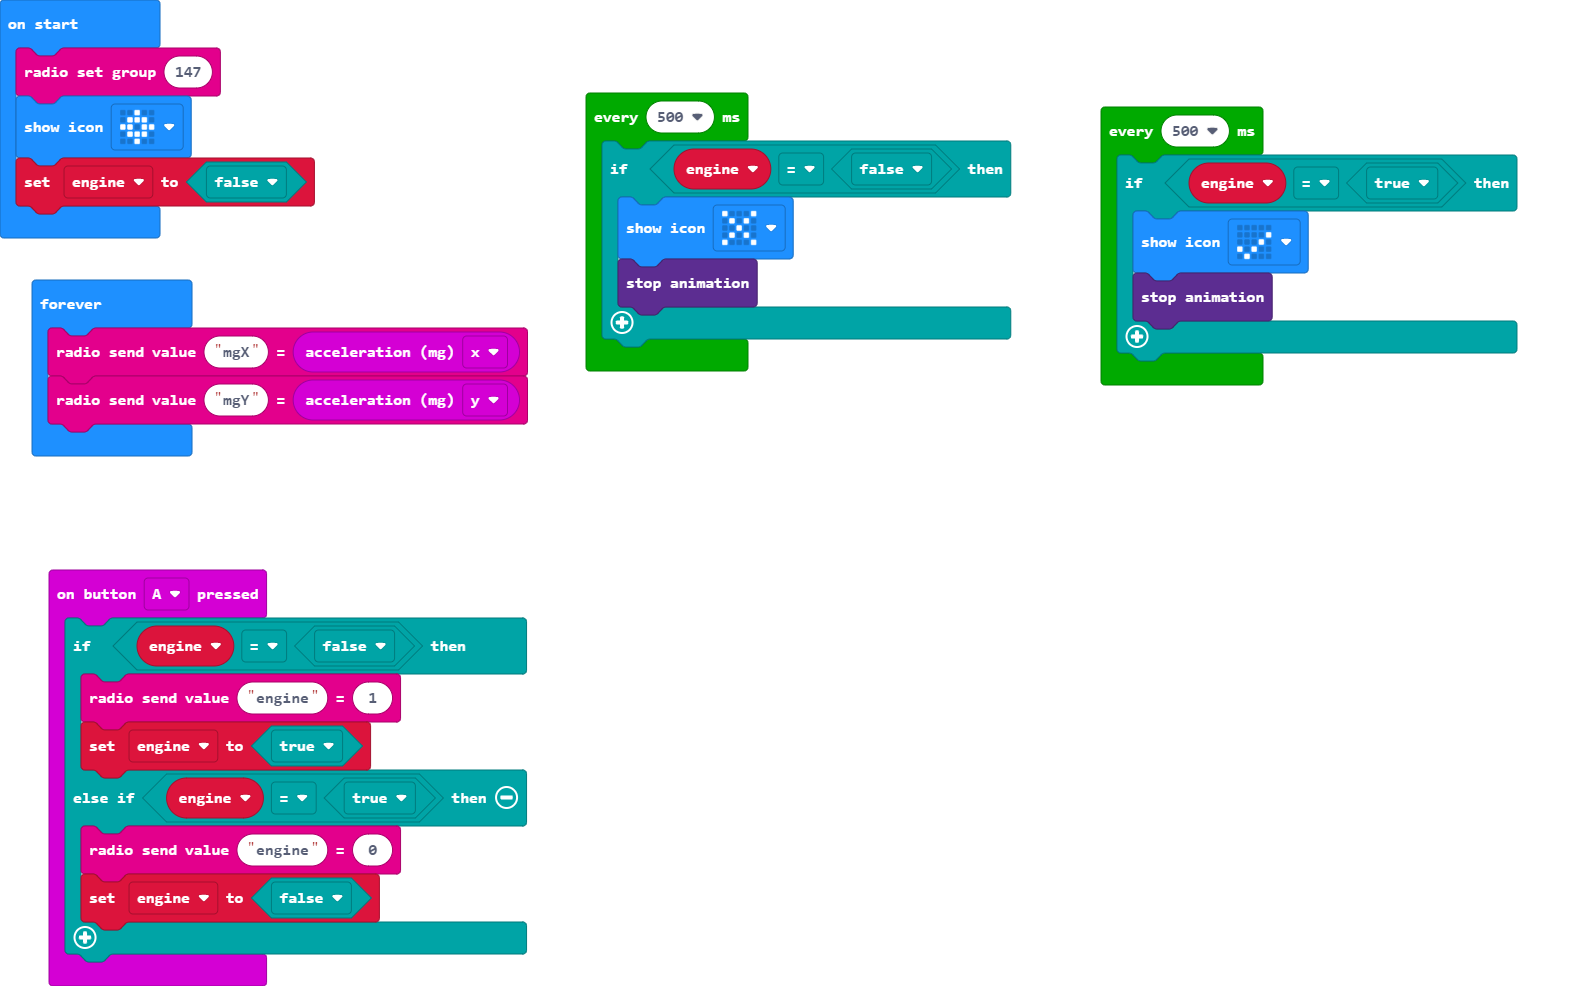 on start
radio set group 147
show icon
set engine to false
forever
radio send value "mgX" = acceleration (mg) x
radio send value "mgY" = acceleration (mg) y
every 500 ms
if engine = false then
show icon
stop animation
every 500 ms
if engine = true then
show icon
stop animation
on button A pressed
if engine = false then
radio send value "engine" = 1
set engine to true
else if engine = true then
radio send value "engine" = 0
set engine to false